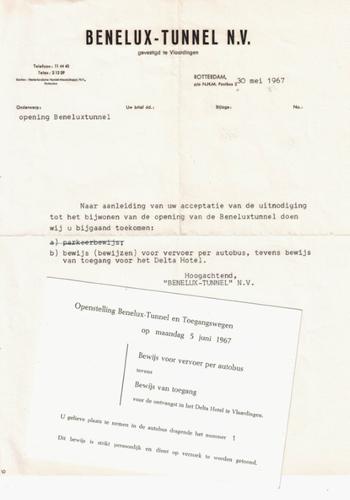 BENELUX-TUNNEL N.V.
gevestigd te Vlaardingen
Telefoon: 11 44 45
ROTTERDAM, 30 mei 1967
Onderwerp: Uw brief dd.: Bijlage: No.:
opening Beneluxtunnel
Naar aanleiding van uw acceptatie van de uitnodiging
tot het bijwonen van de opening van de Beneluxtunnel doen
wij u bijgaand toekomen:
a) parkeerbewijs;
b) bewijs (bewijzen) voor vervoer per autobus, tevens bewijs
van toegang voor het Delta Hotel.
Hoogachtend,
"BENELUX-TUNNEL" N.V.
Openstelling Benelux-Tunnel en Toegangswegen
op maandag 5 juni 1967
Bewijs voor vervoer per autobus
tevens
Bewijs van toegang
voor de ontvangst in het Delta Hotel te Vlaardingen.
U gelieve plaats te nemen in de autobus dragende het nummer 1
Dit bewijs is strikt persoonlijk en dient op verzoek te worden getoond.